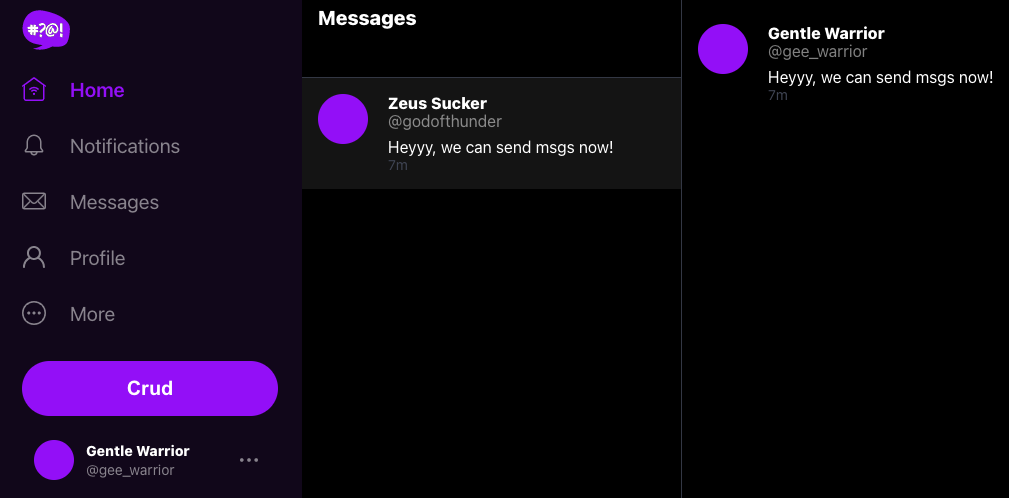 #?@!
Home
Notifications
Messages
Profile
More
Crud
Gentle Warrior
@gee_warrior
Messages
Zeus Sucker
@godofthunder
Heyyy, we can send msgs now!
7m
Gentle Warrior
@gee_warrior
Heyyy, we can send msgs now!
7m